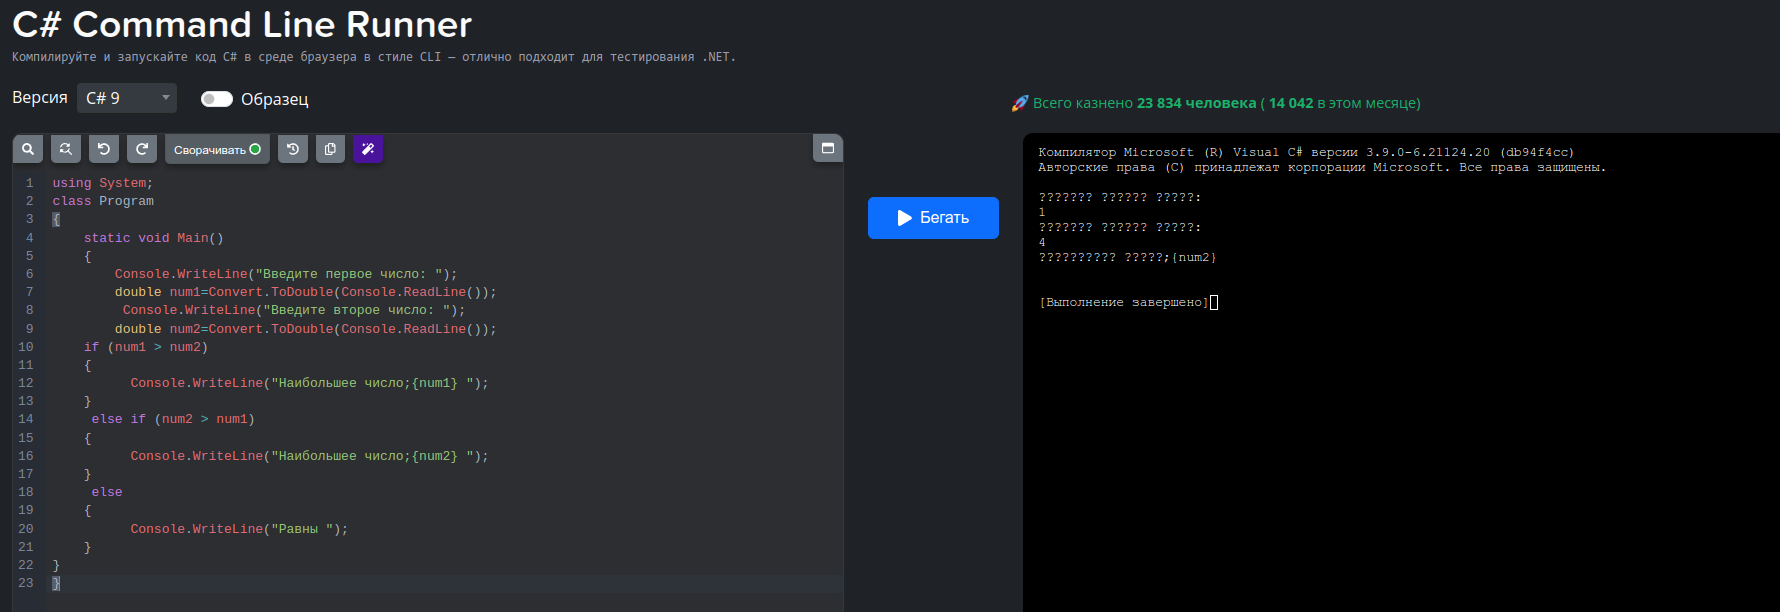 C# Command Line Runner
Компилируйте и запускайте код C# в среде браузера в стиле CLI — отлично подходит для тестирования .NET.
Версия C# 9 Образец
Всего казнено 23 834 человека ( 14 042 в этом месяце)
Сворачивать
1 using System;
2 class Program
3 {
4 static void Main()
5 {
6 Console.WriteLine("Введите первое число: ");
7 double num1=Convert.ToDouble(Console.ReadLine());
8 Console.WriteLine("Введите второе число: ");
9 double num2=Convert.ToDouble(Console.ReadLine());
10 if (num1 > num2)
11 {
12 Console.WriteLine("Наибольшее число;{num1} ");
13 }
14 else if (num2 > num1)
15 {
16 Console.WriteLine("Наибольшее число;{num2} ");
17 }
18 else
19 {
20 Console.WriteLine("Равны ");
21 }
22 }
23 }
Бегать
Компилятор Microsoft (R) Visual C# версии 3.9.0-6.21124.20 (db94f4cc)
Авторские права (C) принадлежат корпорации Microsoft. Все права защищены.
??????? ?????? ?????:
1
??????? ?????? ?????:
4
?????????? ?????;{num2}
[Выполнение завершено]